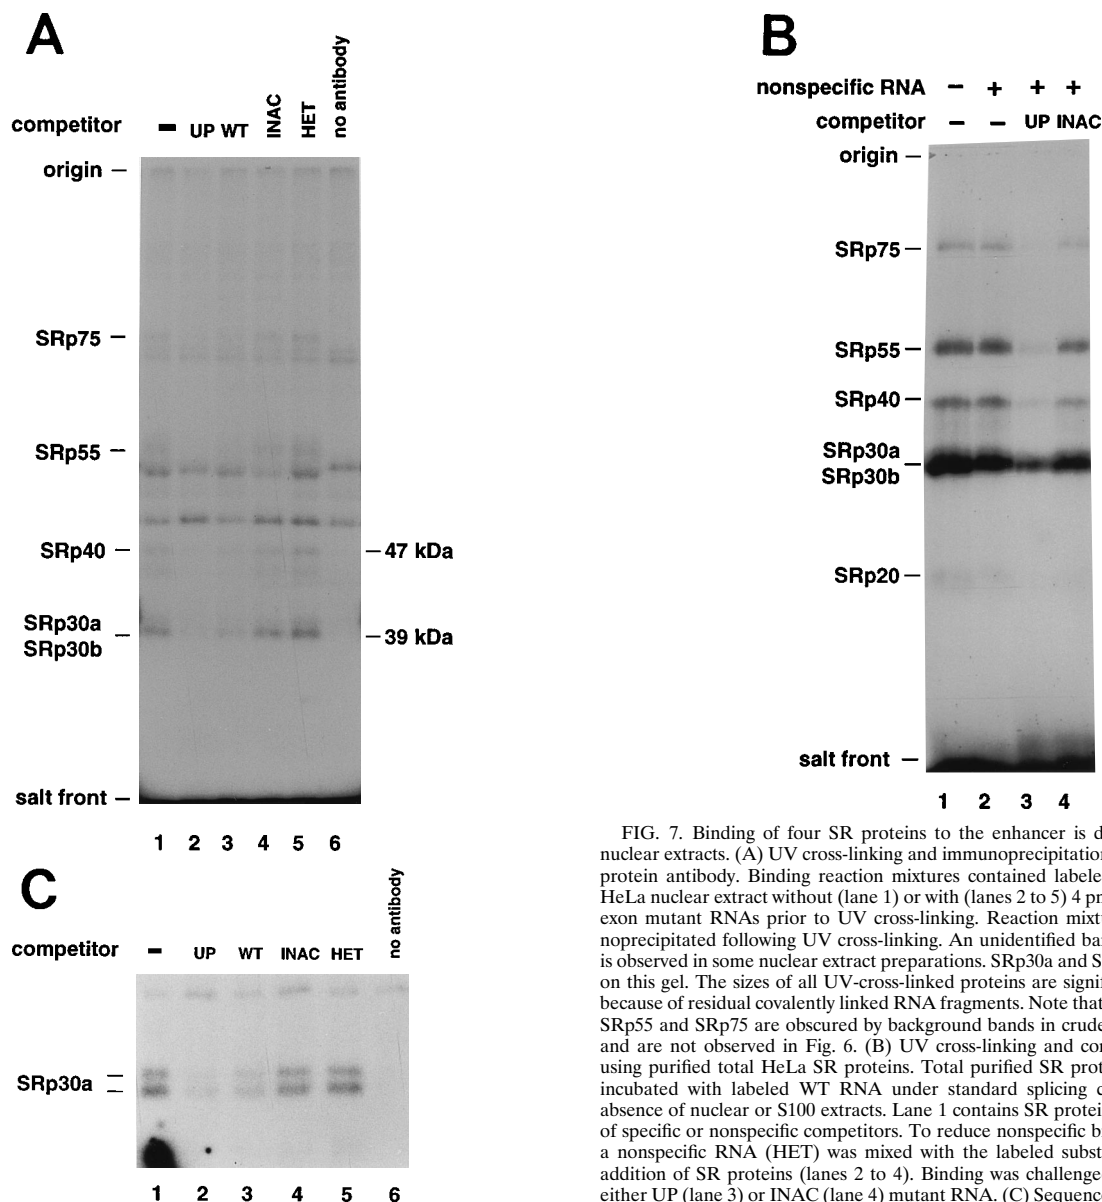 A
competitor – UP WT INAC HET no antibody
origin –
SRp75 –
SRp55 –
SRp40 –
– 47 kDa
SRp30a
SRp30b –
– 39 kDa
salt front –
1 2 3 4 5 6
B
nonspecific RNA – + + +
competitor – – UP INAC
origin –
SRp75 –
SRp55 –
SRp40 –
SRp30a
SRp30b –
SRp20 –
salt front –
1 2 3 4
C
competitor – UP WT INAC HET no antibody
SRp30a
1 2 3 4 5 6
FIG. 7. Binding of four SR proteins to the enhancer is d
nuclear extracts. (A) UV cross-linking and immunoprecipitation
protein antibody. Binding reaction mixtures contained labele
HeLa nuclear extract without (lane 1) or with (lanes 2 to 5) 4 pr
exon mutant RNAs prior to UV cross-linking. Reaction mixtu
noprecipitated following UV cross-linking. An unidentified ba
is observed in some nuclear extract preparations. SRp30a and S
on this gel. The sizes of all UV-cross-linked proteins are signifi
because of residual covalently linked RNA fragments. Note that
SRp55 and SRp75 are obscured by background bands in crude
and are not observed in Fig. 6. (B) UV cross-linking and cor
using purified total HeLa SR proteins. Total purified SR prot
incubated with labeled WT RNA under standard splicing c
absence of nuclear or S100 extracts. Lane 1 contains SR protei
of specific or nonspecific competitors. To reduce nonspecific bi
a nonspecific RNA (HET) was mixed with the labeled subst
addition of SR proteins (lanes 2 to 4). Binding was challenged
either UP (lane 3) or INAC (lane 4) mutant RNA. (C) Sequenc